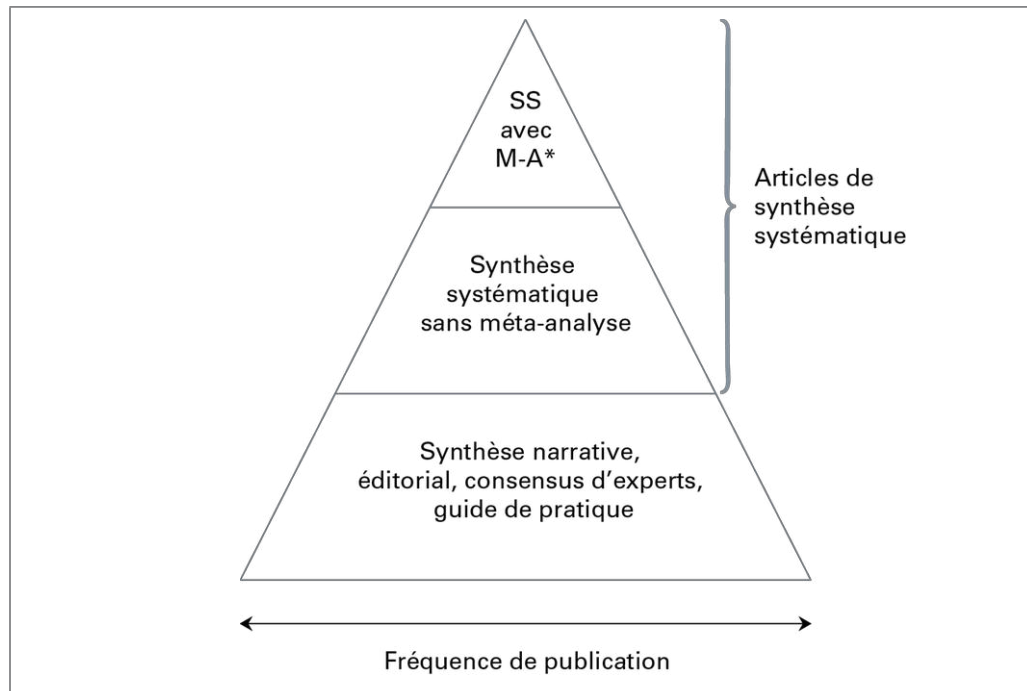 SS
avec
M-A*
Articles de
synthèse
systématique
Synthèse
systématique
sans méta-analyse
Synthèse narrative,
éditorial, consensus d’experts,
guide de pratique
Fréquence de publication